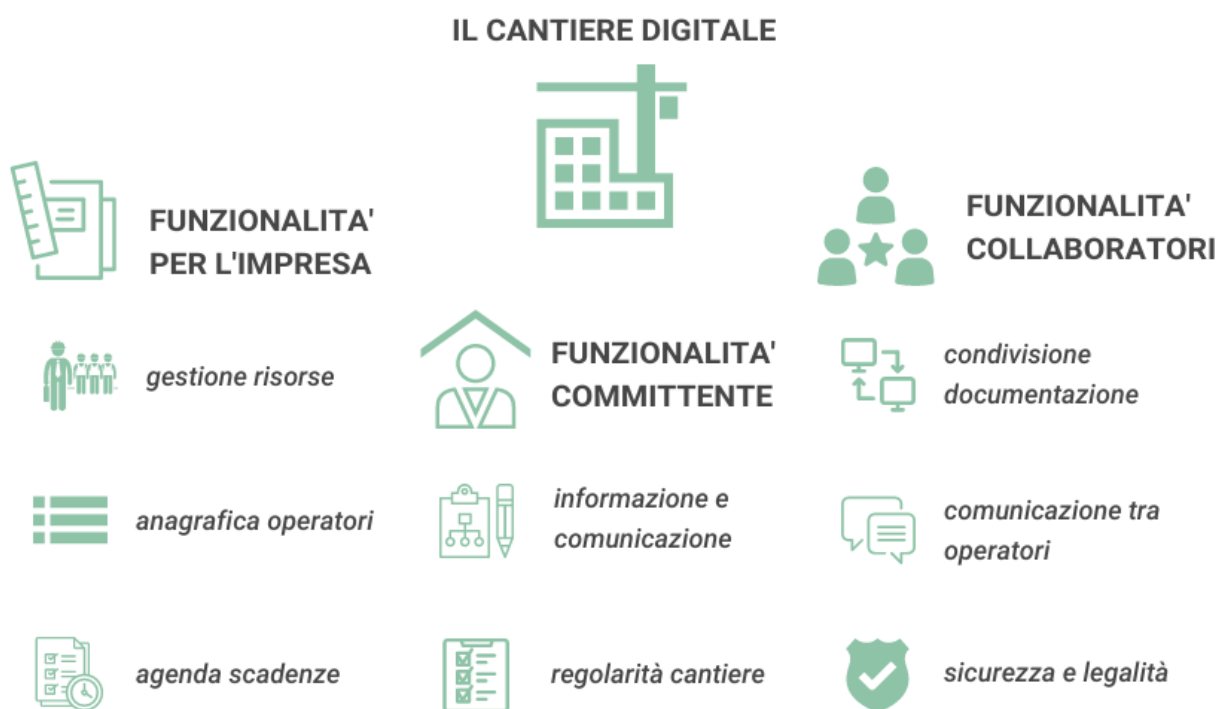 IL CANTIERE DIGITALE
FUNZIONALITA'
PER L'IMPRESA
gestione risorse
anagrafica operatori
agenda scadenze
FUNZIONALITA'
COMMITTENTE
informazione e
comunicazione
regolarità cantiere
FUNZIONALITA'
COLLABORATORI
condivisione
documentazione
comunicazione tra
operatori
sicurezza e legalità